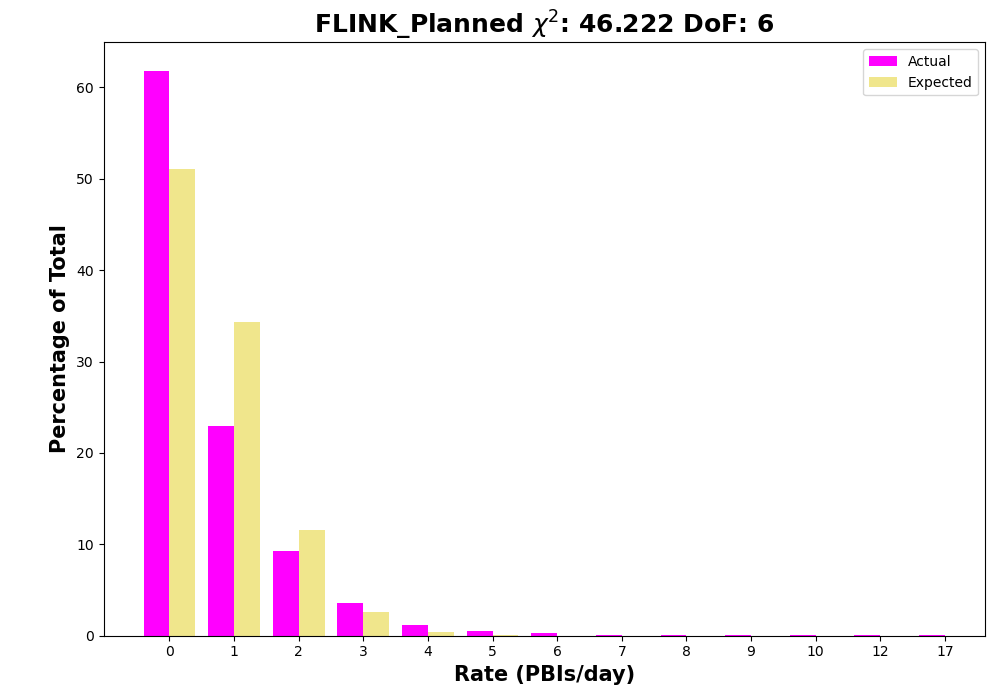 FLINK_Planned χ²: 46.222 DoF: 6
Actual
Expected
Percentage of Total
60
50
40
30
20
10
0
0 1 2 3 4 5 6 7 8 9 10 12 17
Rate (PBIs/day)